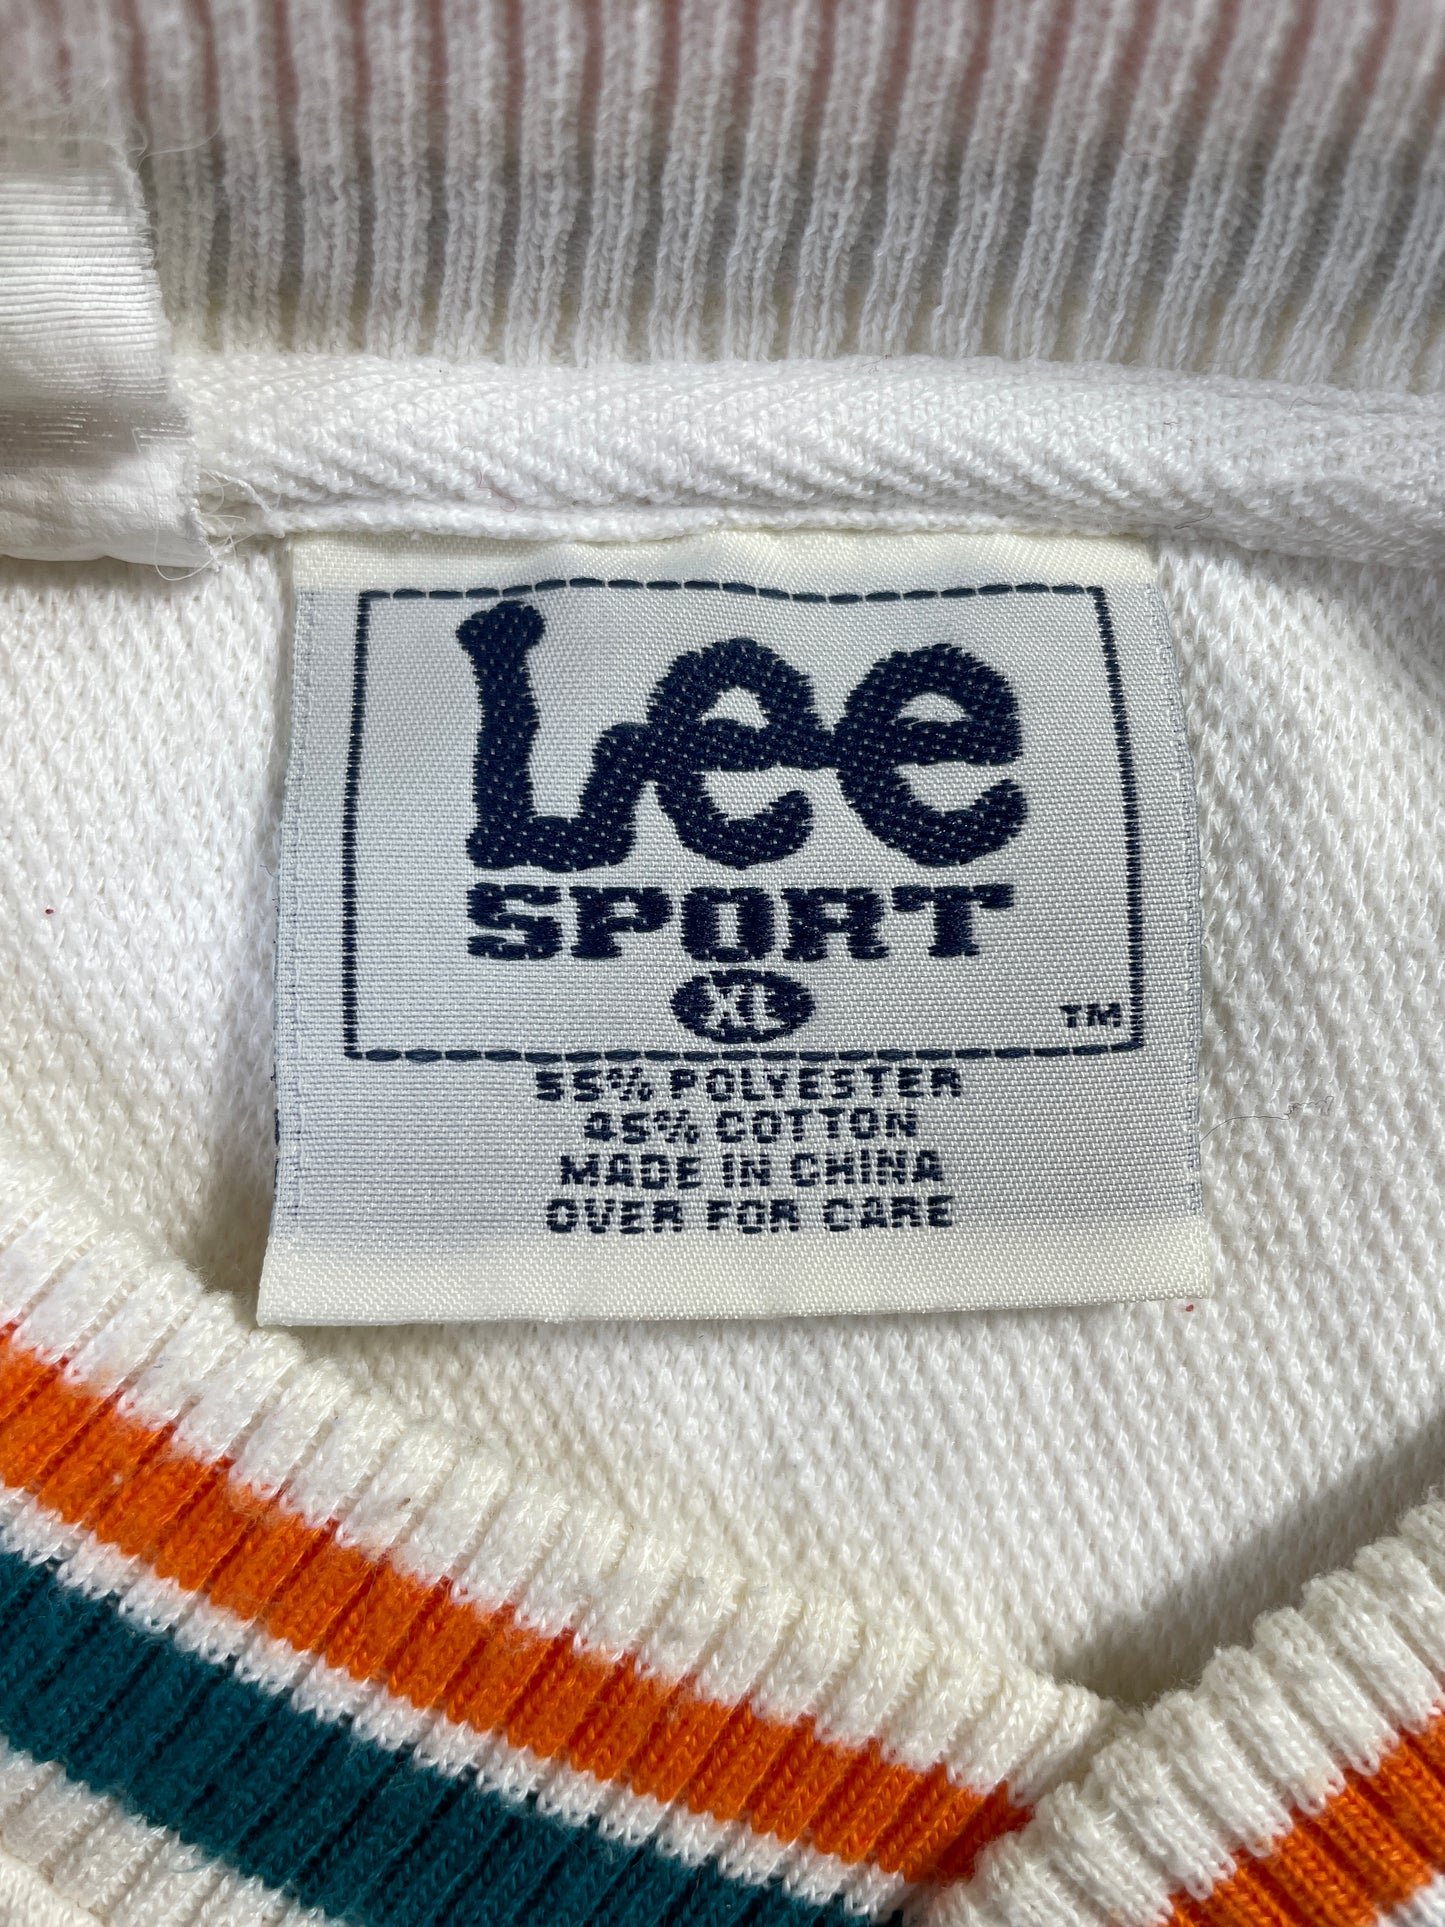 Lee
SPORT
XL
TM
55% POLYESTER
45% COTTON
MADE IN CHINA
OVER FOR CARE